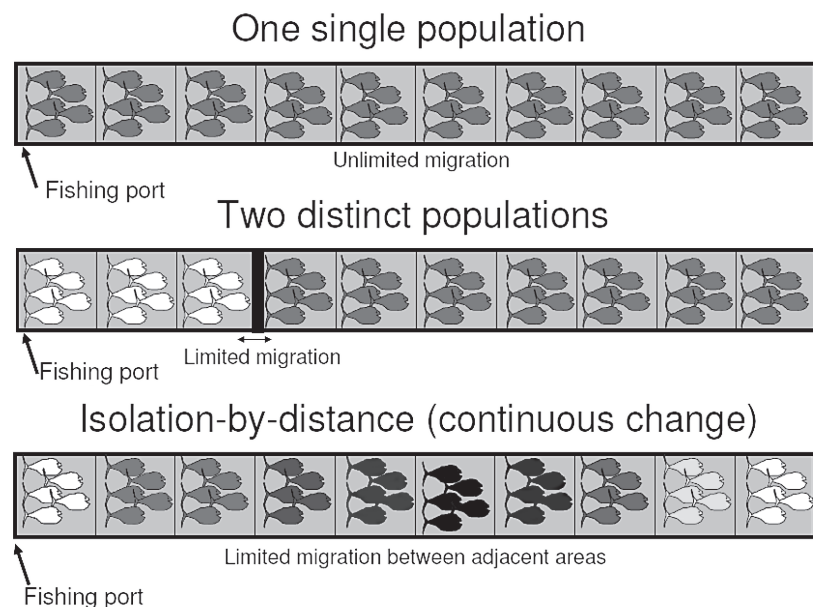 One single population
Unlimited migration
Fishing port
Two distinct populations
Limited migration
Fishing port
Isolation-by-distance (continuous change)
Limited migration between adjacent areas
Fishing port